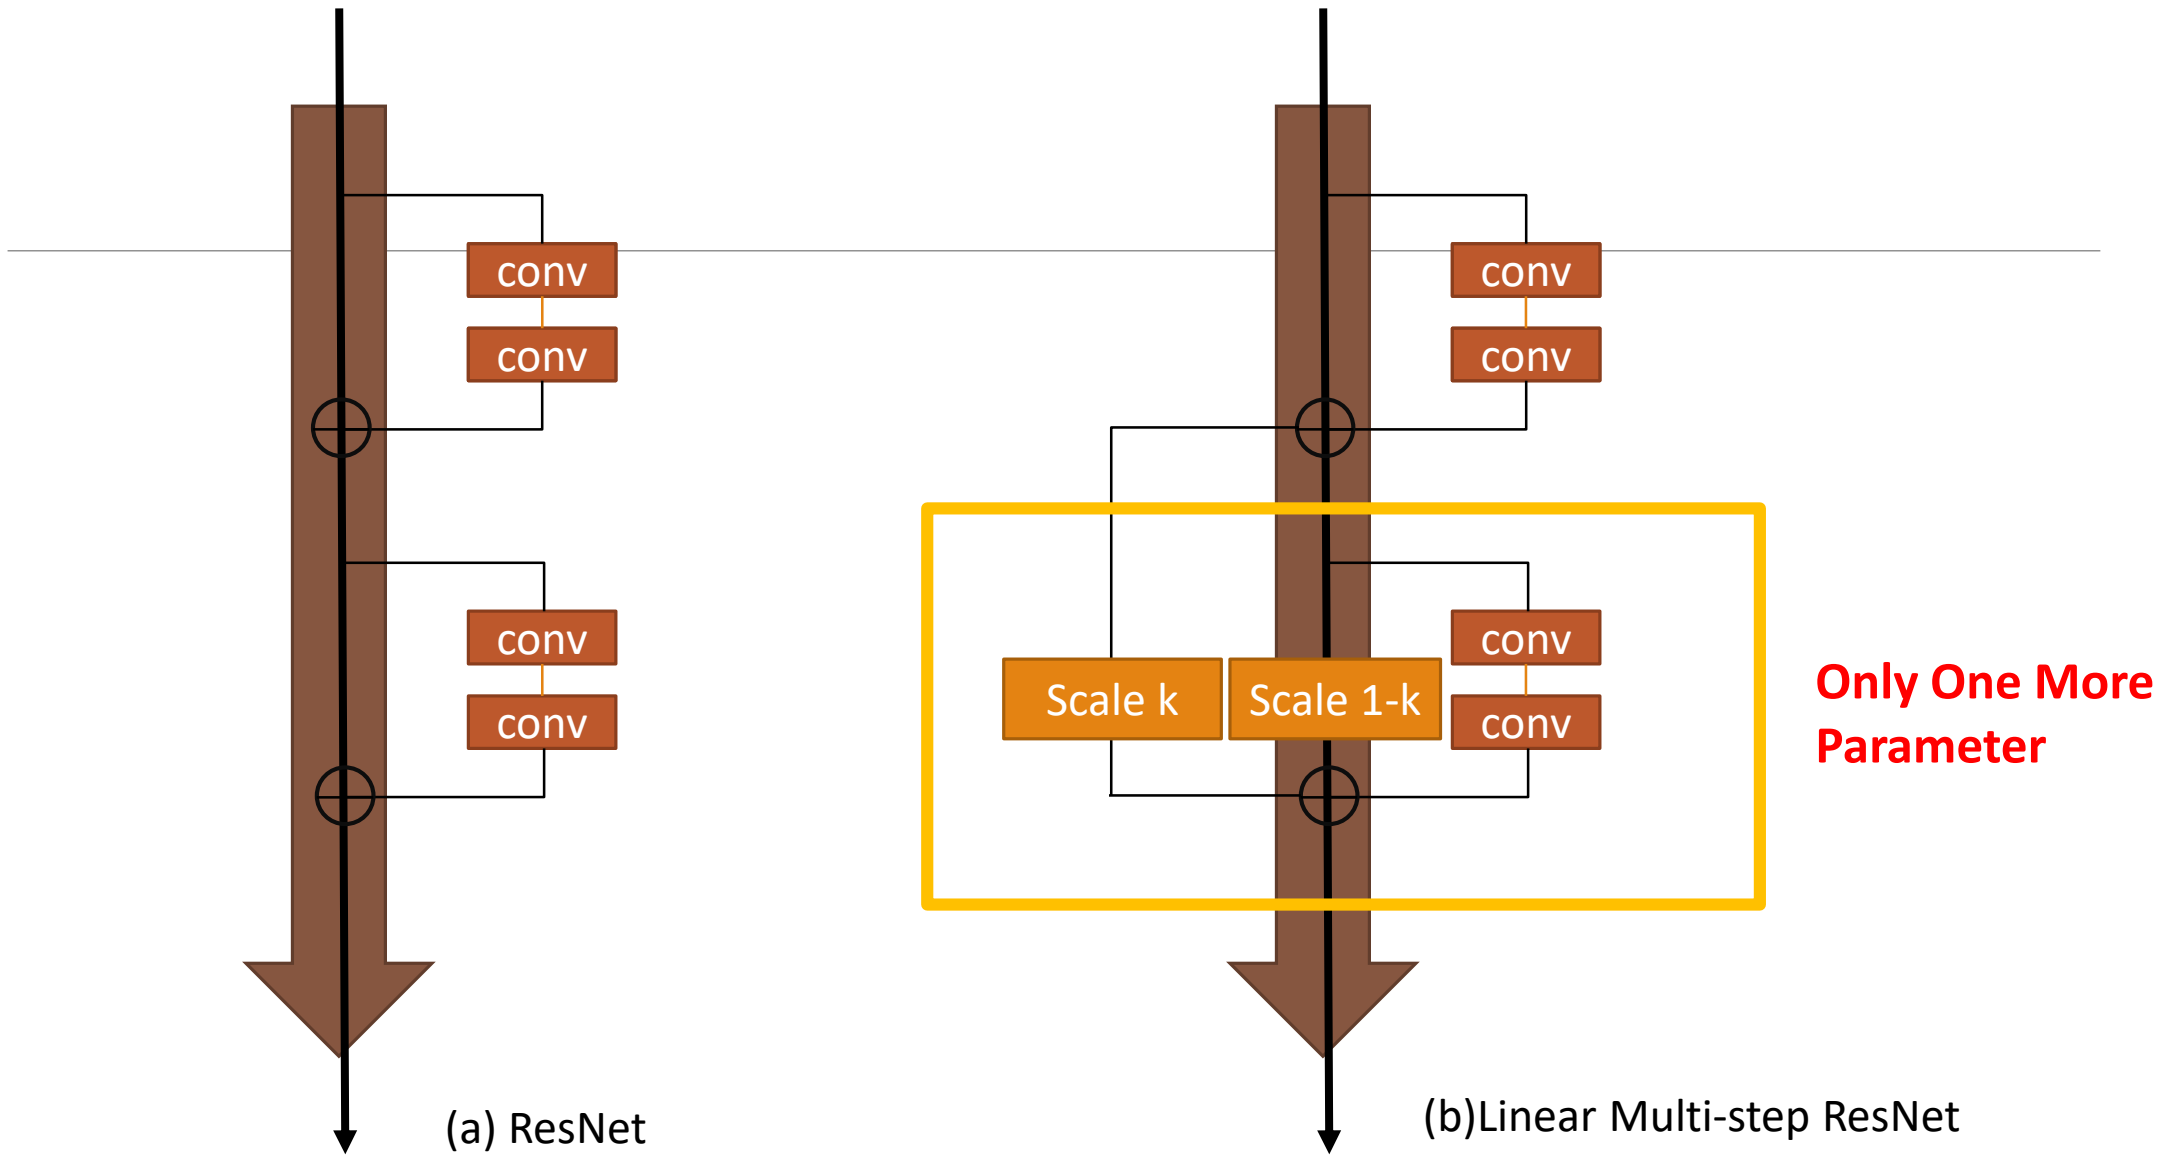 conv
conv
conv
conv
(a) ResNet
conv
conv
Scale k
Scale 1-k
conv
conv
Only One More
Parameter
(b)Linear Multi-step ResNet